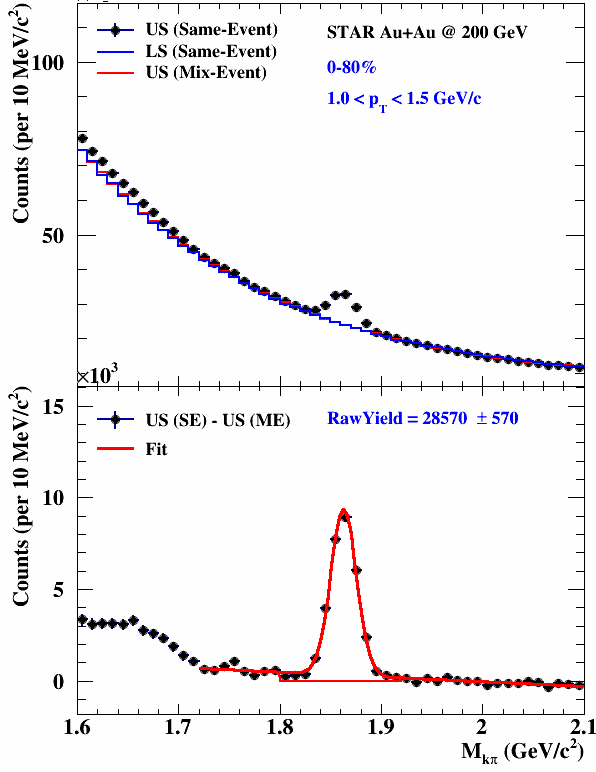 US (Same-Event)
LS (Same-Event)
US (Mix-Event)
STAR Au+Au @ 200 GeV
0-80%
1.0 < p_T < 1.5 GeV/c
Counts (per 10 MeV/c²)
100
50
×10³
US (SE) - US (ME)
Fit
RawYield = 28570 ± 570
Counts (per 10 MeV/c²)
15
10
5
0
1.6 1.7 1.8 1.9 2 2.1
M_kπ (GeV/c²)